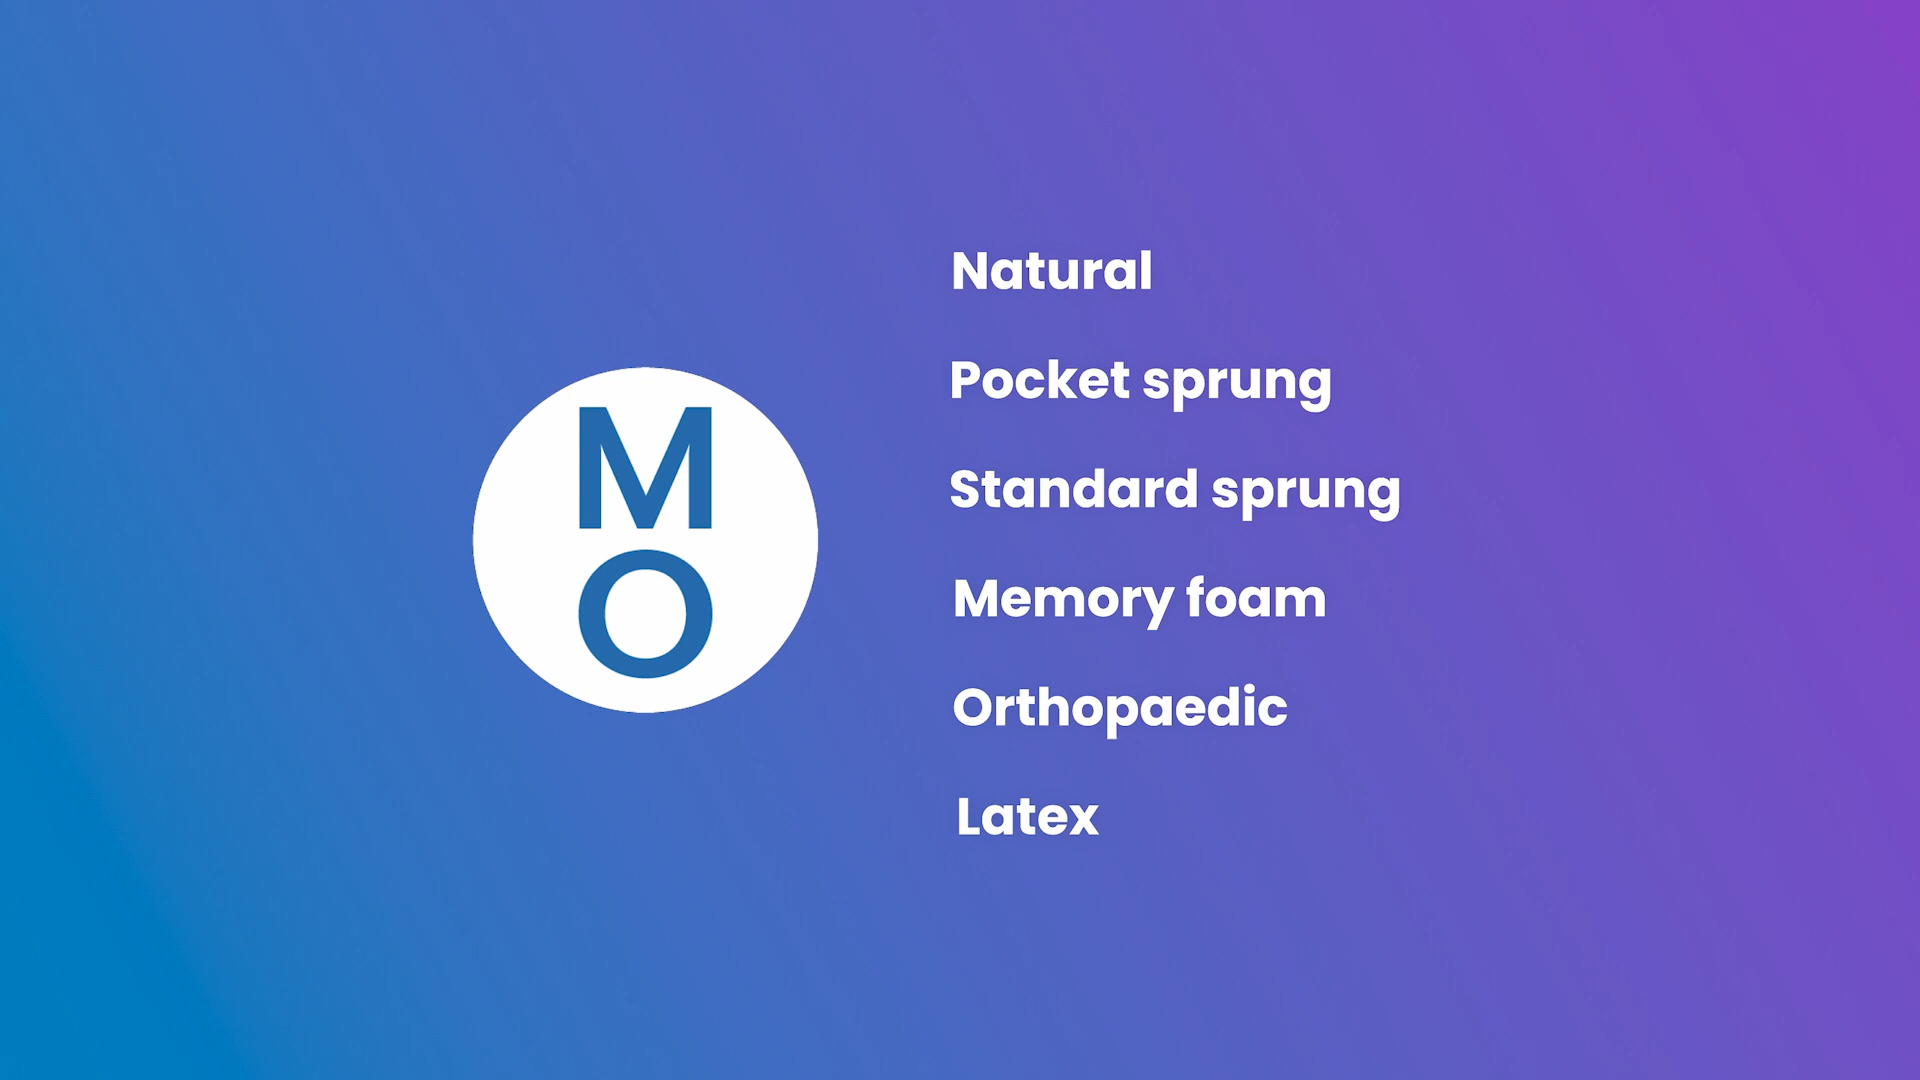 M
O
Natural
Pocket sprung
Standard sprung
Memory foam
Orthopaedic
Latex